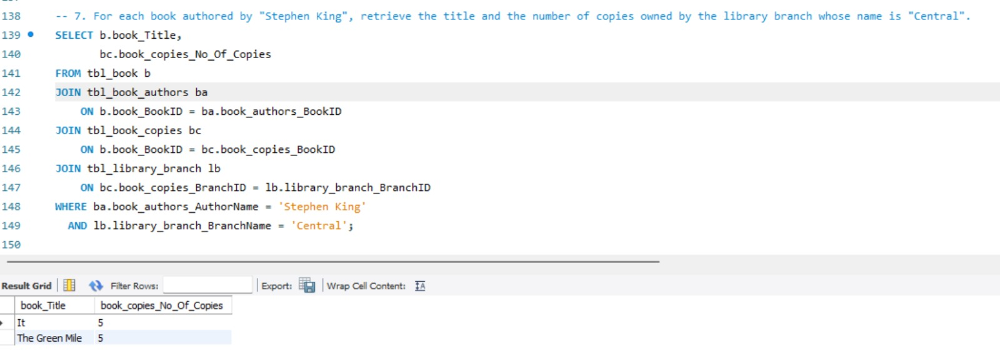 138 -- 7. For each book authored by "Stephen King", retrieve the title and the number of copies owned by the library branch whose name is "Central".
139 SELECT b.book_Title,
140 bc.book_copies_No_Of_Copies
141 FROM tbl_book b
142 JOIN tbl_book_authors ba
143 ON b.book_BookID = ba.book_authors_BookID
144 JOIN tbl_book_copies bc
145 ON b.book_BookID = bc.book_copies_BookID
146 JOIN tbl_library_branch lb
147 ON bc.book_copies_BranchID = lb.library_branch_BranchID
148 WHERE ba.book_authors_AuthorName = 'Stephen King'
149 AND lb.library_branch_BranchName = 'Central';
150
Result Grid Filter Rows: Export: Wrap Cell Content: IA
book_Title book_copies_No_Of_Copies
It 5
The Green Mile 5